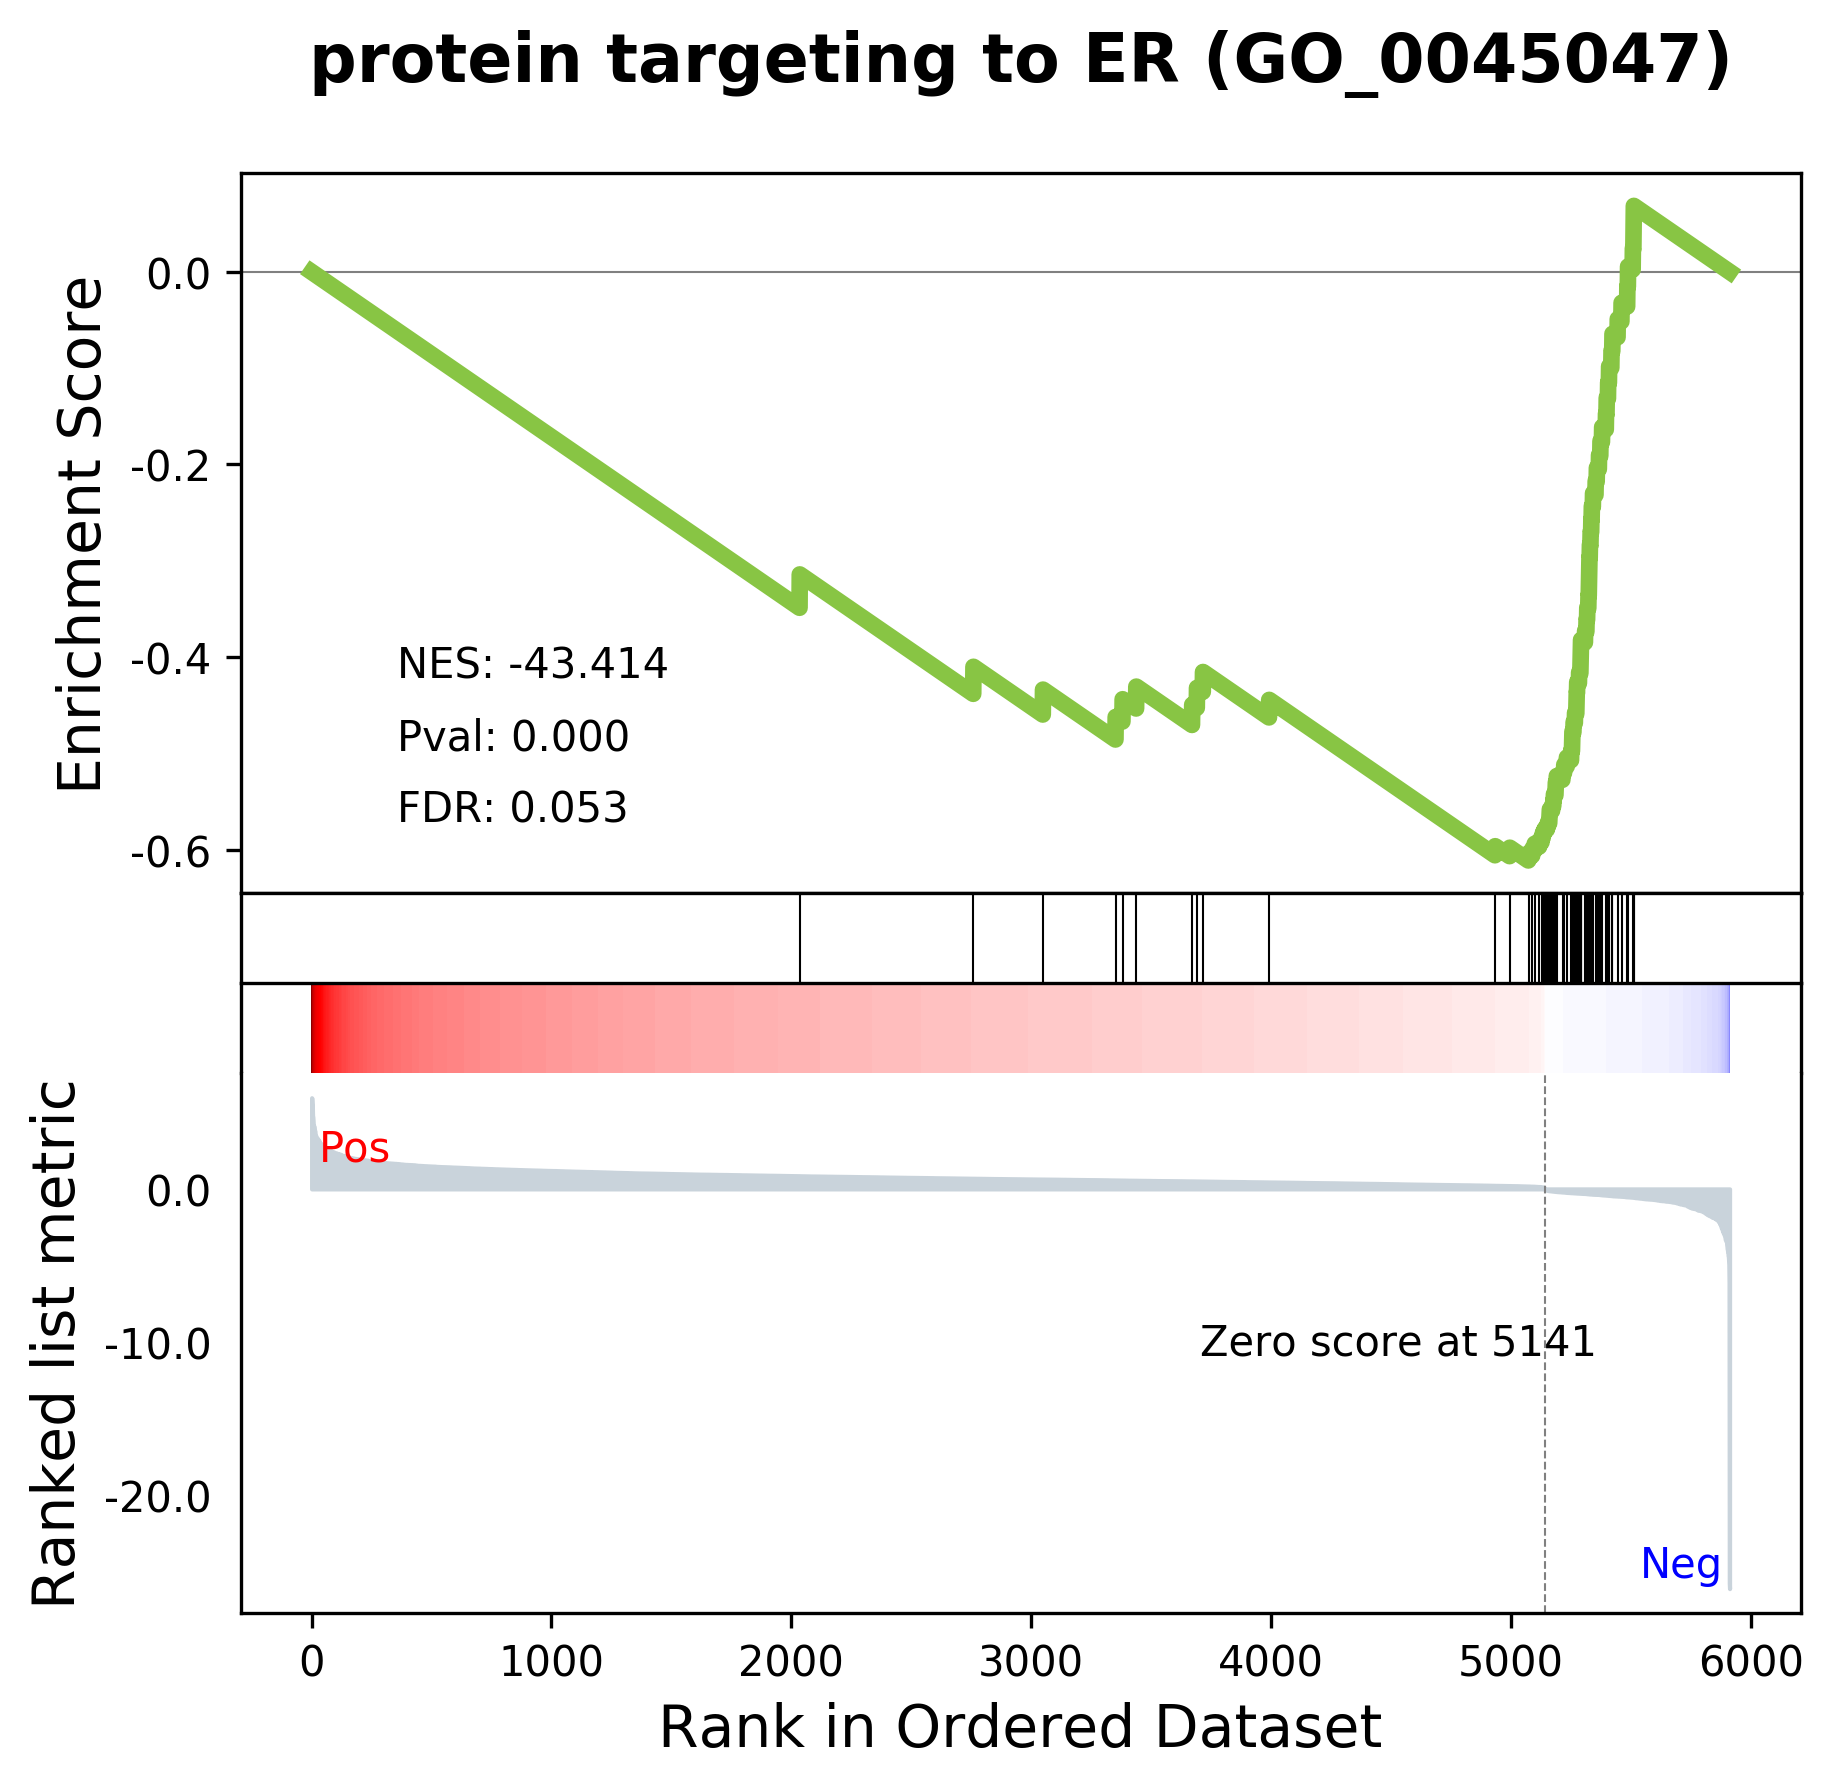 protein targeting to ER (GO_0045047)
Enrichment Score
0.0
-0.2
-0.4
-0.6
NES: -43.414
Pval: 0.000
FDR: 0.053
Ranked list metric
0.0
-10.0
-20.0
Pos
Zero score at 5141
Neg
0 1000 2000 3000 4000 5000 6000
Rank in Ordered Dataset